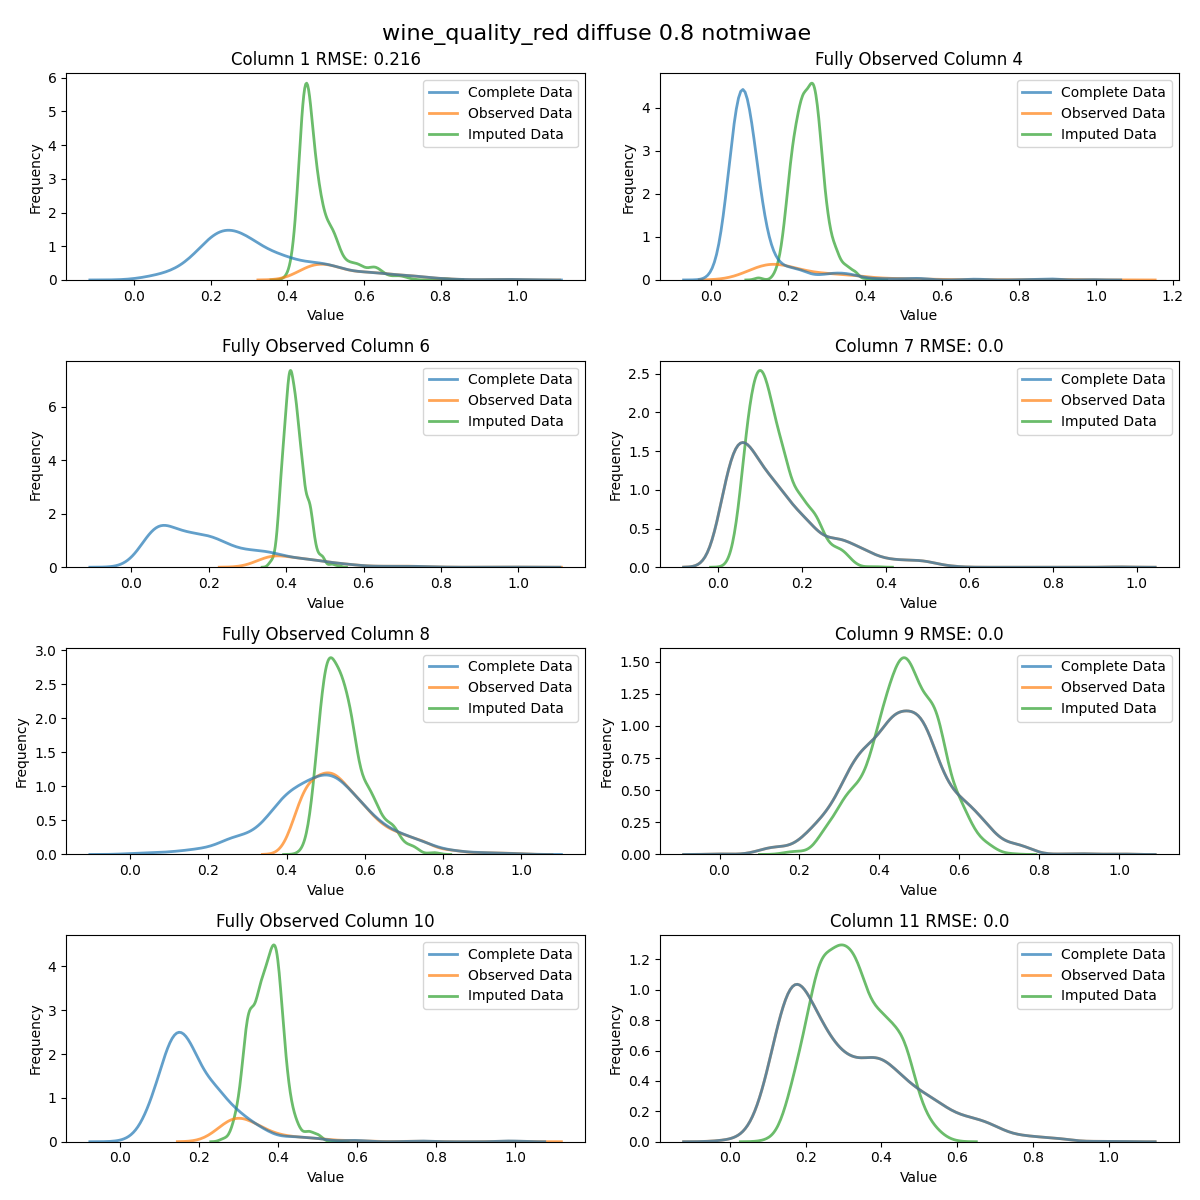 wine_quality_red diffuse 0.8 notmiwae
Column 1 RMSE: 0.216
Frequency
6
5
4
3
2
1
0
0.0 0.2 0.4 0.6 0.8 1.0
Value
Complete Data
Observed Data
Imputed Data
Fully Observed Column 4
Frequency
4
3
2
1
0
0.0 0.2 0.4 0.6 0.8 1.0 1.2
Value
Complete Data
Observed Data
Imputed Data
Fully Observed Column 6
Frequency
6
4
2
0
0.0 0.2 0.4 0.6 0.8 1.0
Value
Complete Data
Observed Data
Imputed Data
Column 7 RMSE: 0.0
Frequency
2.5
2.0
1.5
1.0
0.5
0.0
0.0 0.2 0.4 0.6 0.8 1.0
Value
Complete Data
Observed Data
Imputed Data
Fully Observed Column 8
Frequency
3.0
2.5
2.0
1.5
1.0
0.5
0.0
0.0 0.2 0.4 0.6 0.8 1.0
Value
Complete Data
Observed Data
Imputed Data
Column 9 RMSE: 0.0
Frequency
1.50
1.25
1.00
0.75
0.50
0.25
0.00
0.0 0.2 0.4 0.6 0.8 1.0
Value
Complete Data
Observed Data
Imputed Data
Fully Observed Column 10
Frequency
4
3
2
1
0
0.0 0.2 0.4 0.6 0.8 1.0
Value
Complete Data
Observed Data
Imputed Data
Column 11 RMSE: 0.0
Frequency
1.2
1.0
0.8
0.6
0.4
0.2
0.0
0.0 0.2 0.4 0.6 0.8 1.0
Value
Complete Data
Observed Data
Imputed Data